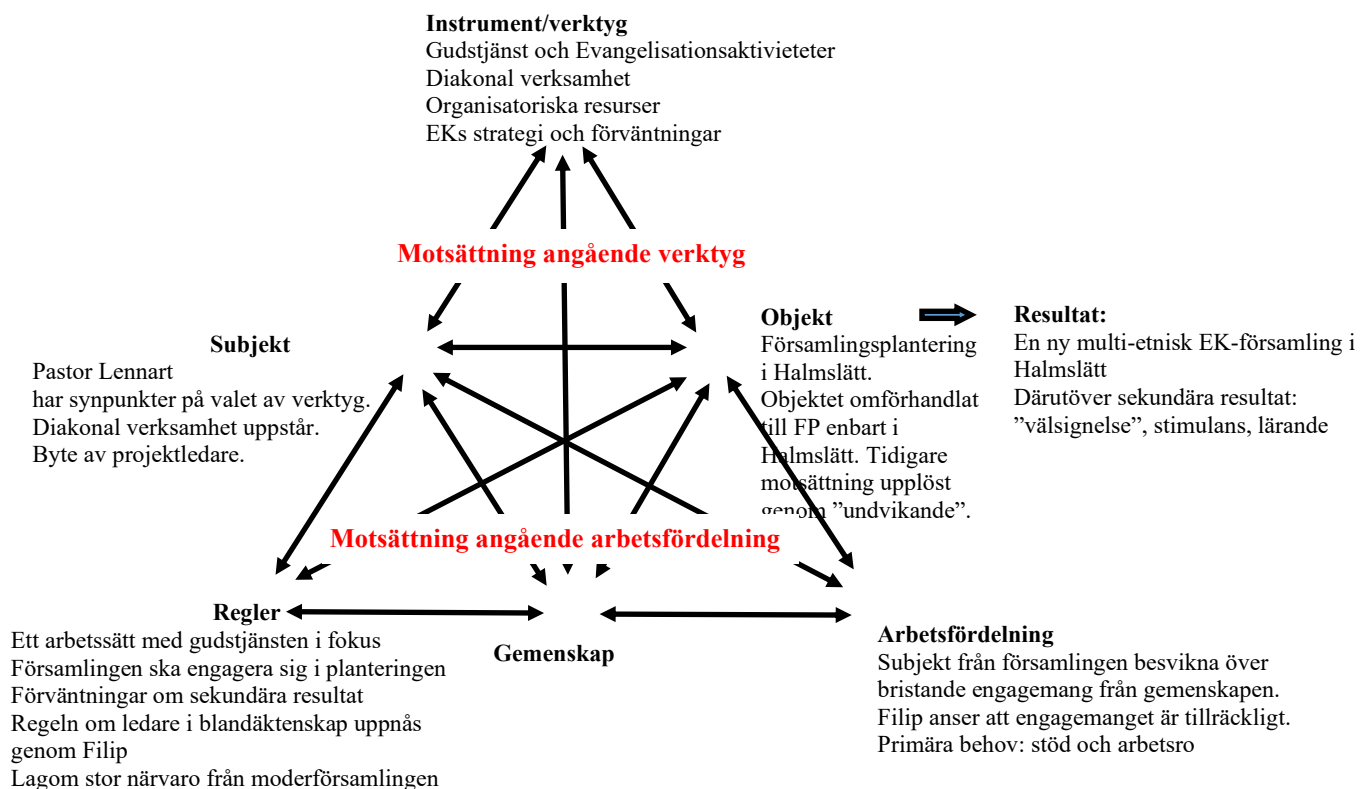 Instrument/verktyg
Gudstjänst och Evangelisationsaktivieteter
Diakonal verksamhet
Organisatoriska resurser
EKs strategi och förväntningar
Motsättning angående verktyg
Subjekt
Pastor Lennart
har synpunkter på valet av verktyg.
Diakonal verksamhet uppstår.
Byte av projektledare.
Objekt
Församlingsplantering
i Halmslätt.
Objektet omförhandlat
till FP enbart i
Halmslätt. Tidigare
motsättning upplöst
genom ”undvikande”.
Resultat:
En ny multi-etnisk EK-församling i
Halmslätt
Därutöver sekundära resultat:
”välsignelse”, stimulans, lärande
Motsättning angående arbetsfördelning
Regler
Ett arbetssätt med gudstjänsten i fokus
Församlingen ska engagera sig i planteringen
Förväntningar om sekundära resultat
Regeln om ledare i blandäktenskap uppnås
genom Filip
Lagom stor närvaro från moderförsamlingen
Gemenskap
Arbetsfördelning
Subjekt från församlingen besvikna över
bristande engagemang från gemenskapen.
Filip anser att engagemanget är tillräckligt.
Primära behov: stöd och arbetsro